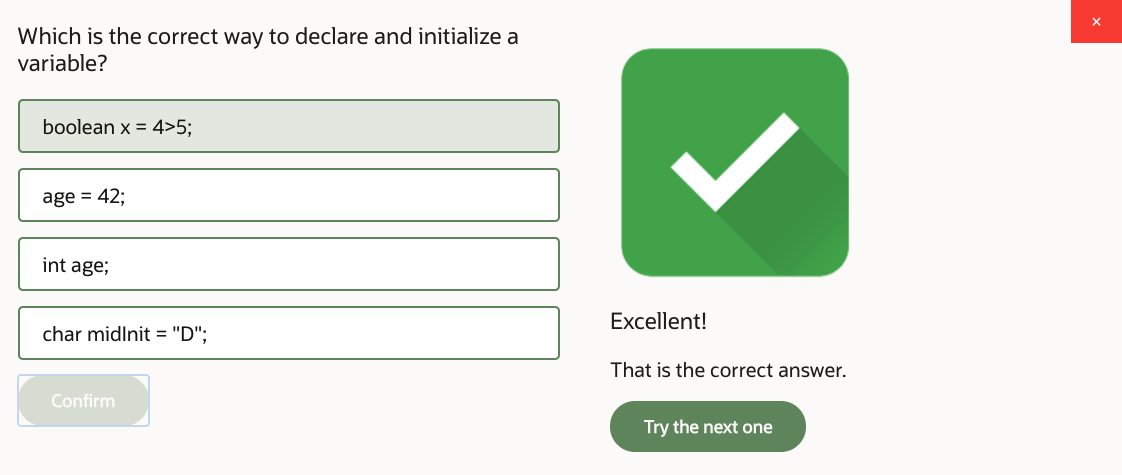 Which is the correct way to declare and initialize a
variable?
boolean x = 4>5;
age = 42;
int age;
char midInit = "D";
Confirm
×
Excellent!
That is the correct answer.
Try the next one